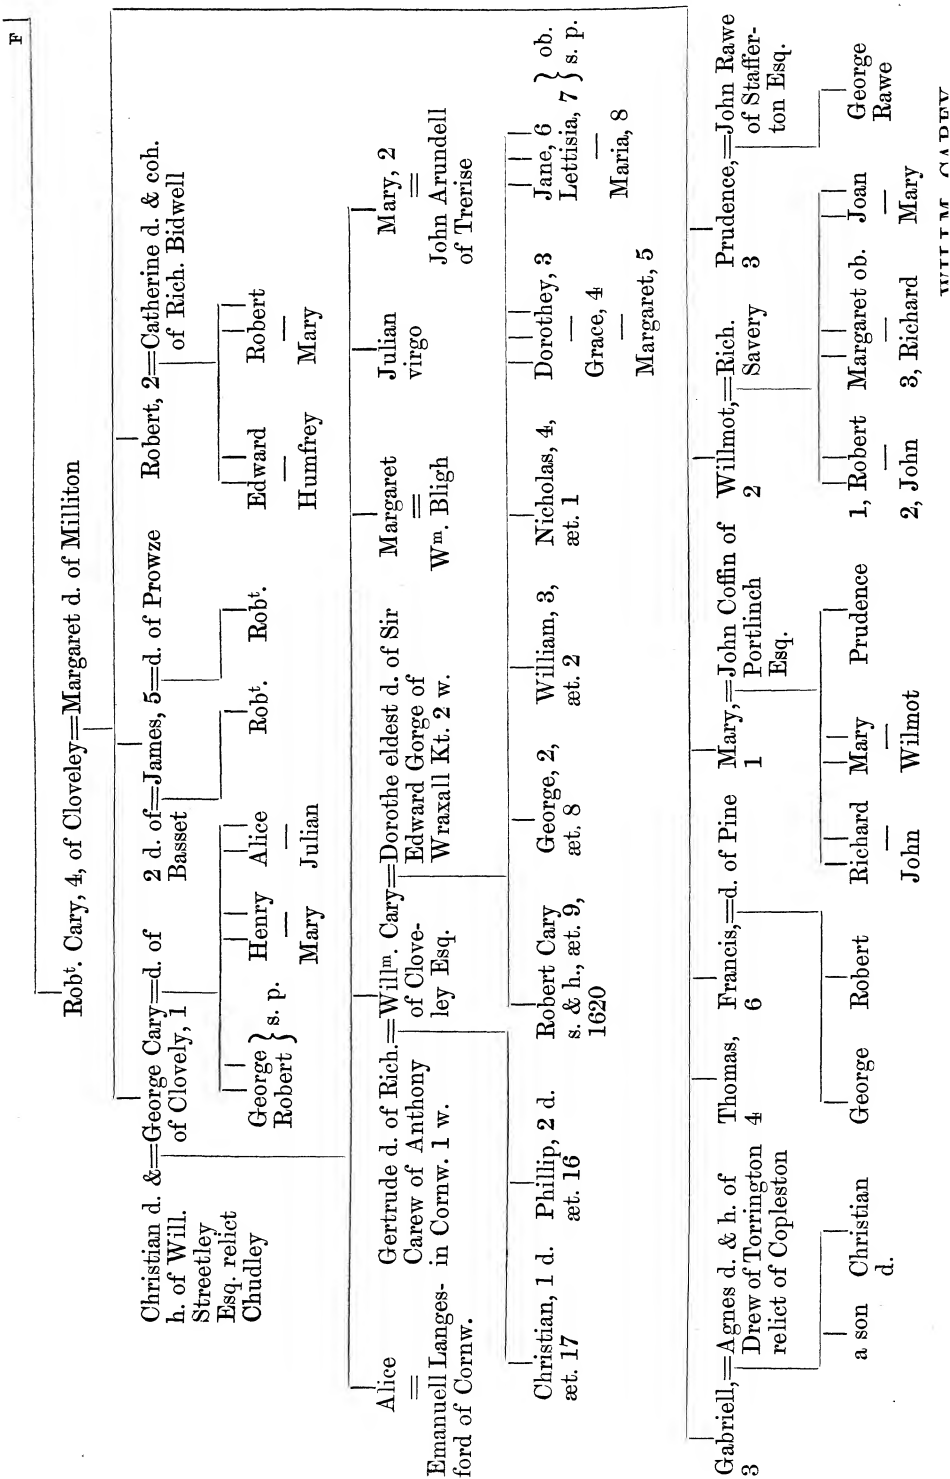 F
Robᵗ. Cary, 4, of Cloveley=Margaret d. of Milliton
Christian d. &=George Cary=d. of
h. of Will. of Clovely, 1
Streetley
Esq. relict
Chudley
2 d. of=James, 5=d. of Prowze
Basset
Robert, 2=Catherine d. & coh.
of Rich. Bidwell
George } s. p.
Robert
Henry
—
Mary
Alice
—
Julian
Robᵗ.
Robᵗ.
Edward
—
Humfrey
Robert
—
Mary
Alice
=
Emanuell Langes-
ford of Cornw.
Gertrude d. of Rich.=Willᵐ. Cary=Dorothe eldest d. of Sir
Carew of Anthony of Clove- Edward Gorge of
in Cornw. 1 w. ley Esq. Wraxall Kt. 2 w.
Margaret
=
Wᵐ. Bligh
Julian
virgo
Mary, 2
=
John Arundell
of Trerise
Christian, 1 d.
æt. 17
Phillip, 2 d.
æt. 16
Robert Cary
s. & h., æt. 9,
1620
George, 2,
æt. 8
William, 3,
æt. 2
Nicholas, 4,
æt. 1
Dorothey, 3
—
Grace, 4
—
Margaret, 5
Jane, 6 } ob.
Lettisia, 7 } s. p.
—
Maria, 8
Gabriell,=Agnes d. & h. of
3 Drew of Torrington
relict of Copleston
Thomas,
4
Francis,=d. of Pine
6
Mary,=John Coffin of
1 Portlinch
Esq.
Willmot,=Rich.
2 Savery
Prudence,=John Rawe
3 of Staffer-
ton Esq.
a son
Christian
d.
George
Robert
Richard
—
John
Mary
—
Wilmot
Prudence
1, Robert
—
2, John
Margaret ob.
—
3, Richard
Joan
—
Mary
George
Rawe